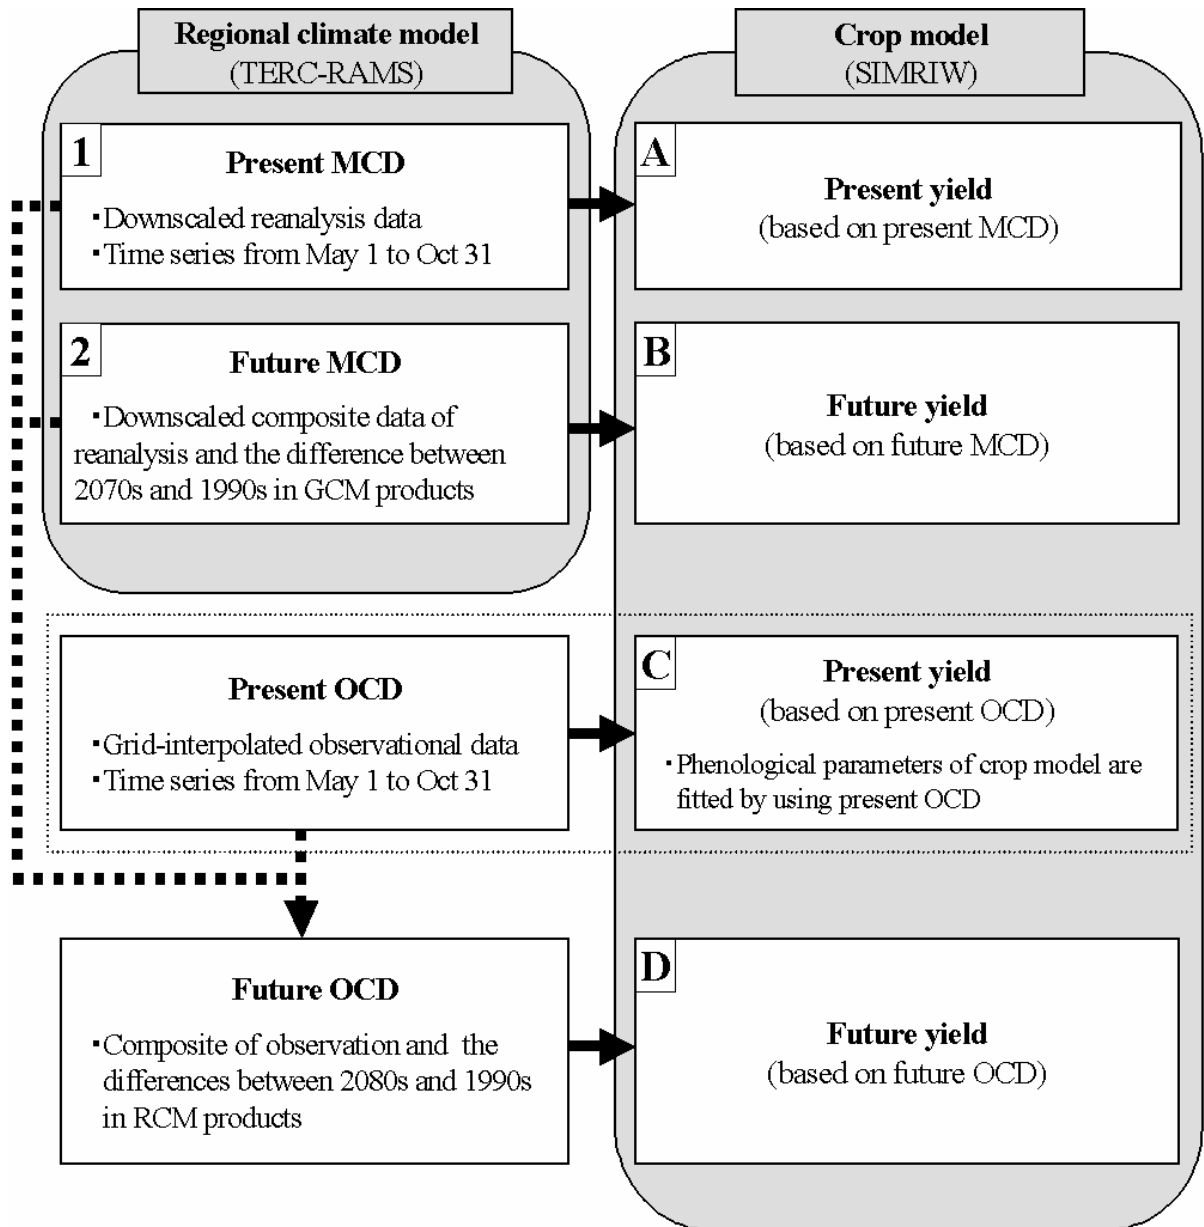 Regional climate model
(TERC-RAMS)
Crop model
(SIMRIW)
1
Present MCD
▪Downscaled reanalysis data
▪Time series from May 1 to Oct 31
A
Present yield
(based on present MCD)
2
Future MCD
▪Downscaled composite data of
reanalysis and the difference between
2070s and 1990s in GCM products
B
Future yield
(based on future MCD)
Present OCD
▪Grid-interpolated observational data
▪Time series from May 1 to Oct 31
C
Present yield
(based on present OCD)
▪Phenological parameters of crop model are
fitted by using present OCD
Future OCD
▪Composite of observation and the
differences between 2080s and 1990s
in RCM products
D
Future yield
(based on future OCD)